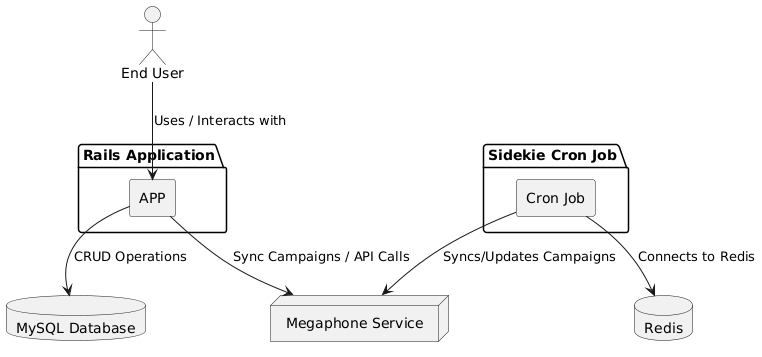 End User
Uses / Interacts with
Rails Application
Sidekie Cron Job
APP
Cron Job
CRUD Operations
Sync Campaigns / API Calls
Syncs/Updates Campaigns
Connects to Redis
MySQL Database
Megaphone Service
Redis